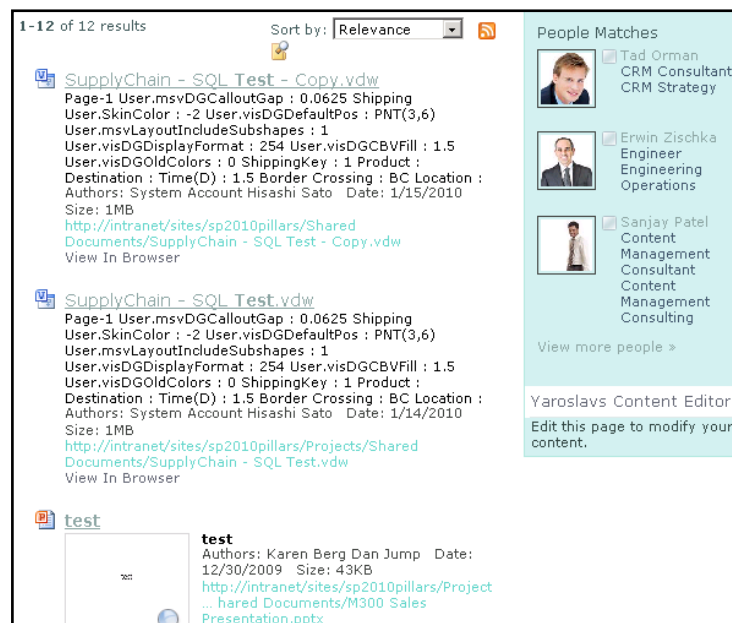 1-12 of 12 results
Sort by: Relevance
SupplyChain - SQL Test - Copy.vdw
Page-1 User.msvDGCalloutGap : 0.0625 Shipping
User.SkinColor : -2 User.visDGDefaultPos : PNT(3,6)
User.msvLayoutIncludeSubshapes : 1
User.visDGDisplayFormat : 254 User.visDGCBVFill : 1.5
User.visDGOldColors : 0 ShippingKey : 1 Product :
Destination : Time(D) : 1.5 Border Crossing : BC Location :
Authors: System Account Hisashi Sato Date: 1/15/2010
Size: 1MB
http://intranet/sites/sp2010pillars/Shared
Documents/SupplyChain - SQL Test - Copy.vdw
View In Browser
SupplyChain - SQL Test.vdw
Page-1 User.msvDGCalloutGap : 0.0625 Shipping
User.SkinColor : -2 User.visDGDefaultPos : PNT(3,6)
User.msvLayoutIncludeSubshapes : 1
User.visDGDisplayFormat : 254 User.visDGCBVFill : 1.5
User.visDGOldColors : 0 ShippingKey : 1 Product :
Destination : Time(D) : 1.5 Border Crossing : BC Location :
Authors: System Account Hisashi Sato Date: 1/14/2010
Size: 1MB
http://intranet/sites/sp2010pillars/Projects/Shared
Documents/SupplyChain - SQL Test.vdw
View In Browser
test
test
test
Authors: Karen Berg Dan Jump Date:
12/30/2009 Size: 43KB
http://intranet/sites/sp2010pillars/Project
... hared Documents/M300 Sales
Presentation.pptx
People Matches
Tad Orman
CRM Consultant
CRM Strategy
Erwin Zischka
Engineer
Engineering
Operations
Sanjay Patel
Content
Management
Consultant
Content
Management
Consulting
View more people »
Yaroslavs Content Editor
Edit this page to modify your
content.